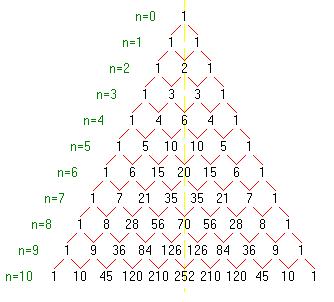 n=0 1
n=1 1 1
n=2 1 2 1
n=3 1 3 3 1
n=4 1 4 6 4 1
n=5 1 5 10 10 5 1
n=6 1 6 15 20 15 6 1
n=7 1 7 21 35 35 21 7 1
n=8 1 8 28 56 70 56 28 8 1
n=9 1 9 36 84 126 126 84 36 9 1
n=10 1 10 45 120 210 252 210 120 45 10 1